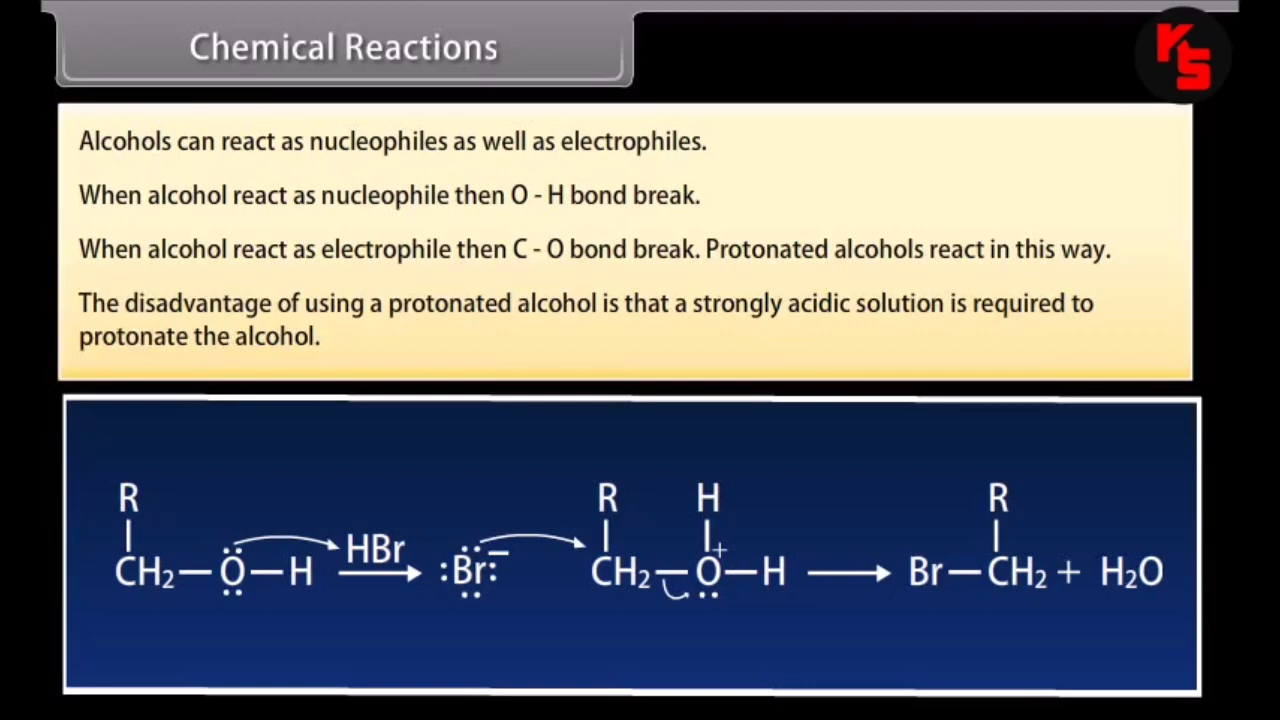 Chemical Reactions
KS
Alcohols can react as nucleophiles as well as electrophiles.
When alcohol react as nucleophile then O - H bond break.
When alcohol react as electrophile then C - O bond break. Protonated alcohols react in this way.
The disadvantage of using a protonated alcohol is that a strongly acidic solution is required to
protonate the alcohol.
R R H R
CH₂—Ö—H HBr :Br:⁻ CH₂—O⁺—H Br—CH₂ + H₂O